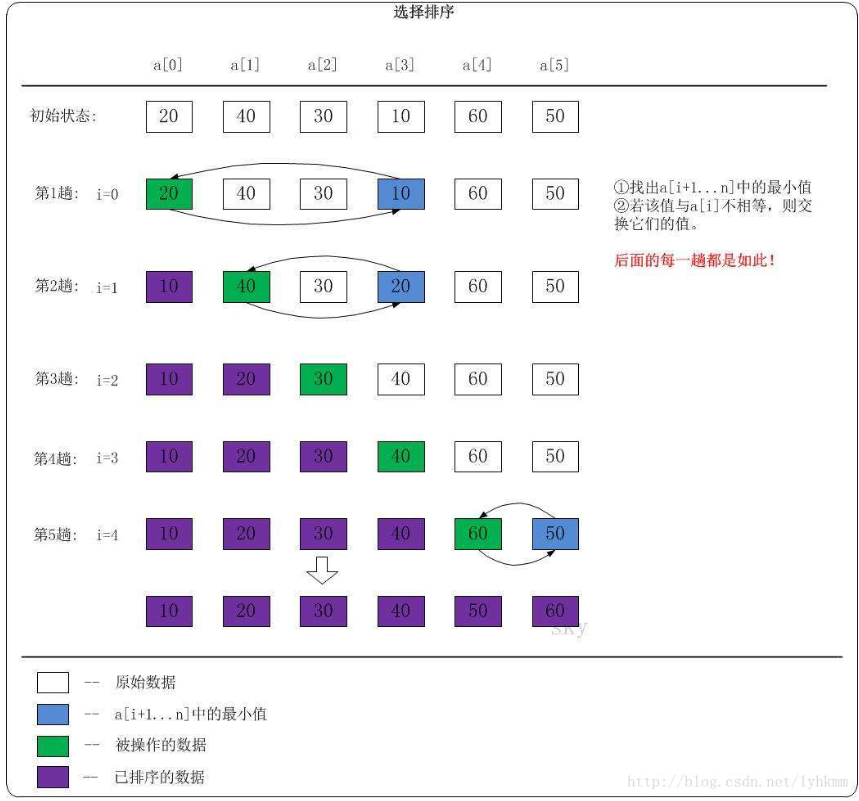 选择排序
a[0] a[1] a[2] a[3] a[4] a[5]
初始状态: 20 40 30 10 60 50
第1趟: i=0 20 40 30 10 60 50
①找出a[i+1...n]中的最小值
②若该值与a[i]不相等，则交
换它们的值。
后面的每一趟都是如此！
第2趟: i=1 10 40 30 20 60 50
第3趟: i=2 10 20 30 40 60 50
第4趟: i=3 10 20 30 40 60 50
第5趟: i=4 10 20 30 40 60 50
10 20 30 40 50 60
sky
-- 原始数据
-- a[i+1...n]中的最小值
-- 被操作的数据
-- 已排序的数据
http://blog.csdn.net/lyhkmm